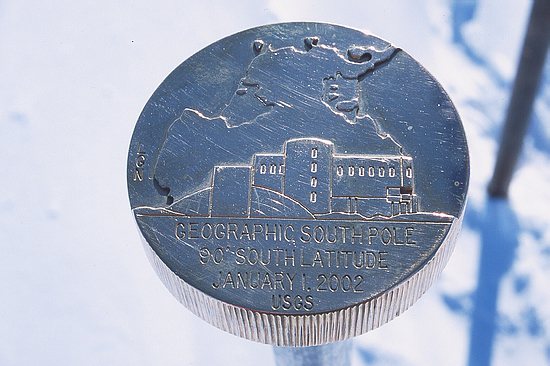 GEOGRAPHIC SOUTH POLE
90° SOUTH LATITUDE
JANUARY 1, 2002
USGS